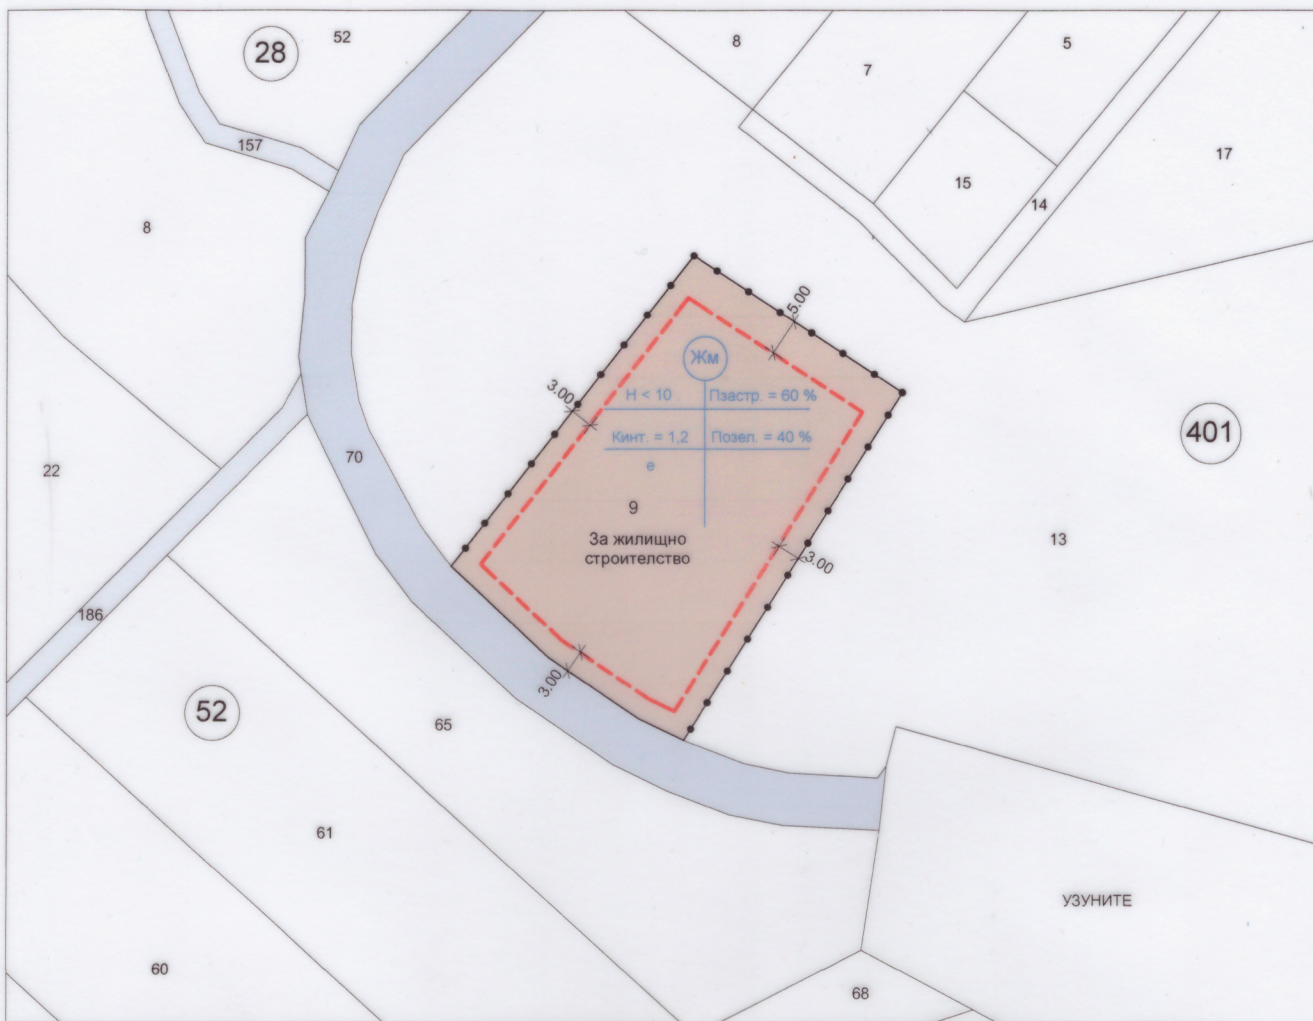 28
52
8
7
5
157
17
15
14
8
5.00
Жм
3.00
H < 10
Пзастр. = 60 %
401
Кинт. = 1,2
Позел. = 40 %
70
е
22
9
За жилищно
строителство
13
3.00
186
3.00
52
65
61
УЗУНИТЕ
60
68